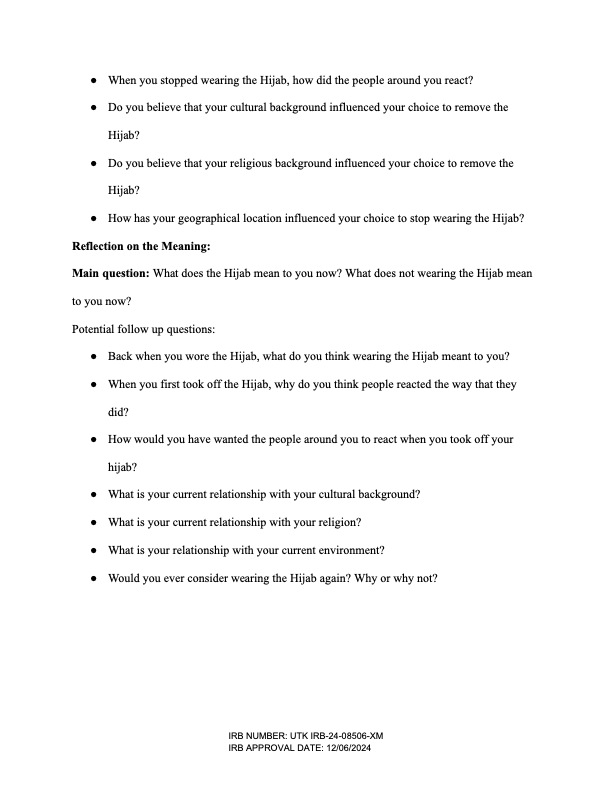 ● When you stopped wearing the Hijab, how did the people around you react?
● Do you believe that your cultural background influenced your choice to remove the
Hijab?
● Do you believe that your religious background influenced your choice to remove the
Hijab?
● How has your geographical location influenced your choice to stop wearing the Hijab?
Reflection on the Meaning:
Main question: What does the Hijab mean to you now? What does not wearing the Hijab mean
to you now?
Potential follow up questions:
● Back when you wore the Hijab, what do you think wearing the Hijab meant to you?
● When you first took off the Hijab, why do you think people reacted the way that they
did?
● How would you have wanted the people around you to react when you took off your
hijab?
● What is your current relationship with your cultural background?
● What is your current relationship with your religion?
● What is your relationship with your current environment?
● Would you ever consider wearing the Hijab again? Why or why not?
IRB NUMBER: UTK IRB-24-08506-XM
IRB APPROVAL DATE: 12/06/2024